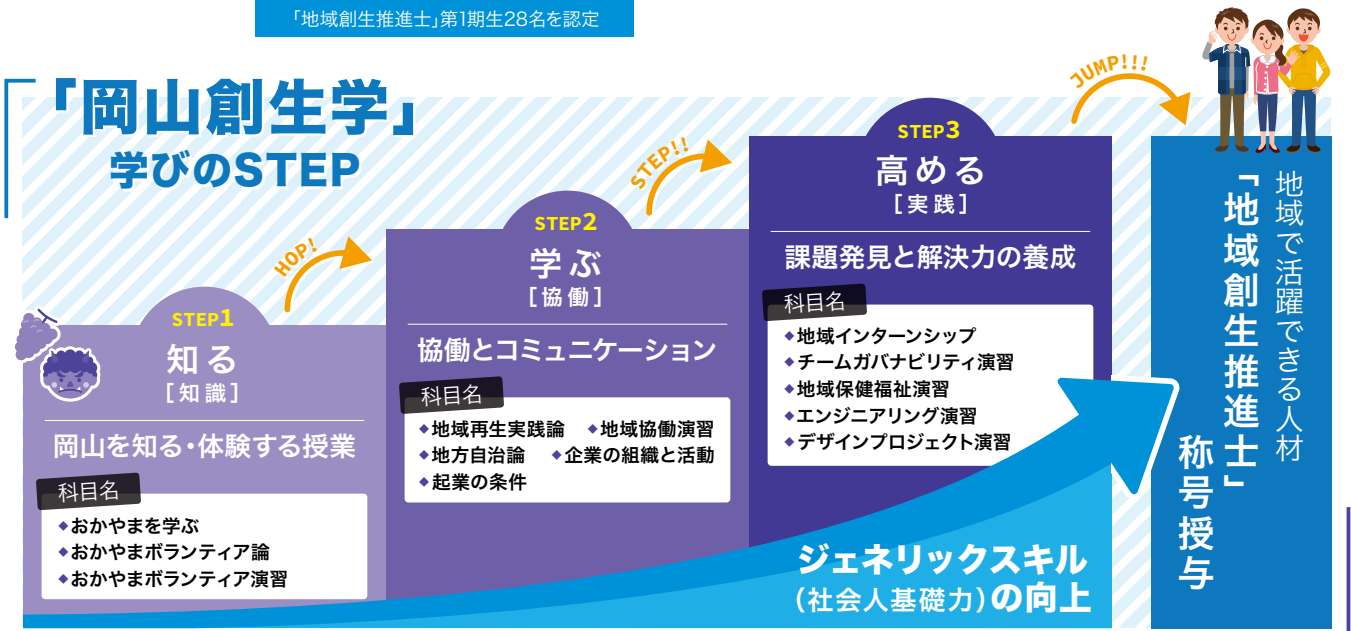 「地域創生推進士」第1期生28名を認定
「岡山創生学」
学びのSTEP
STEP1
知る
[知識]
岡山を知る・体験する授業
科目名
◆おかやまを学ぶ
◆おかやまボランティア論
◆おかやまボランティア演習
HOP!
STEP2
学ぶ
[協働]
協働とコミュニケーション
科目名
◆地域再生実践論 ◆地域協働演習
◆地方自治論 ◆企業の組織と活動
◆起業の条件
STEP!!
STEP3
高める
[実践]
課題発見と解決力の養成
科目名
◆地域インターンシップ
◆チームガバナビリティ演習
◆地域保健福祉演習
◆エンジニアリング演習
◆デザインプロジェクト演習
JUMP!!!
ジェネリックスキル
(社会人基礎力)の向上
地域で活躍できる人材
「地域創生推進士」
称号授与